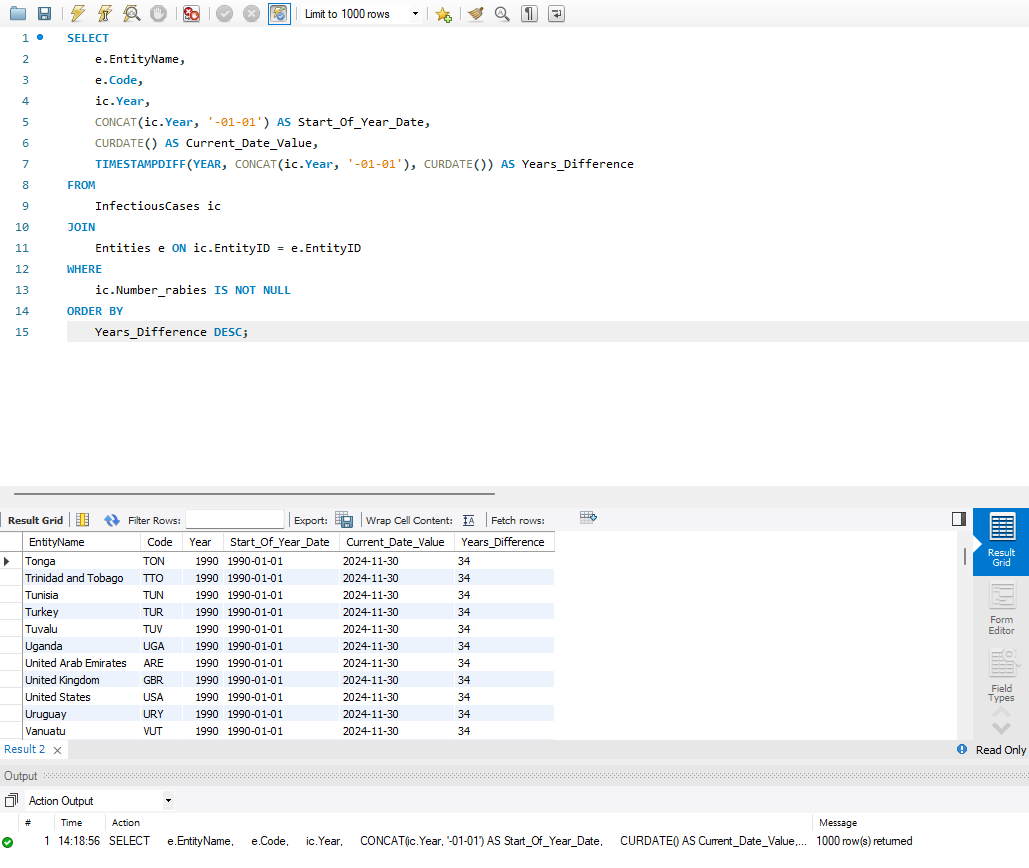 Limit to 1000 rows
1 SELECT
2 e.EntityName,
3 e.Code,
4 ic.Year,
5 CONCAT(ic.Year, '-01-01') AS Start_Of_Year_Date,
6 CURDATE() AS Current_Date_Value,
7 TIMESTAMPDIFF(YEAR, CONCAT(ic.Year, '-01-01'), CURDATE()) AS Years_Difference
8 FROM
9 InfectiousCases ic
10 JOIN
11 Entities e ON ic.EntityID = e.EntityID
12 WHERE
13 ic.Number_rabies IS NOT NULL
14 ORDER BY
15 Years_Difference DESC;
Result Grid Filter Rows: Export: Wrap Cell Content: IA Fetch rows:
EntityName Code Year Start_Of_Year_Date Current_Date_Value Years_Difference
Tonga TON 1990 1990-01-01 2024-11-30 34
Trinidad and Tobago TTO 1990 1990-01-01 2024-11-30 34
Tunisia TUN 1990 1990-01-01 2024-11-30 34
Turkey TUR 1990 1990-01-01 2024-11-30 34
Tuvalu TUV 1990 1990-01-01 2024-11-30 34
Uganda UGA 1990 1990-01-01 2024-11-30 34
United Arab Emirates ARE 1990 1990-01-01 2024-11-30 34
United Kingdom GBR 1990 1990-01-01 2024-11-30 34
United States USA 1990 1990-01-01 2024-11-30 34
Uruguay URY 1990 1990-01-01 2024-11-30 34
Vanuatu VUT 1990 1990-01-01 2024-11-30 34
Result
Grid
Form
Editor
Field
Types
Result 2 Read Only
Output
Action Output
# Time Action Message
1 14:18:56 SELECT e.EntityName, e.Code, ic.Year, CONCAT(ic.Year, '-01-01') AS Start_Of_Year_Date, CURDATE() AS Current_Date_Value,... 1000 row(s) returned